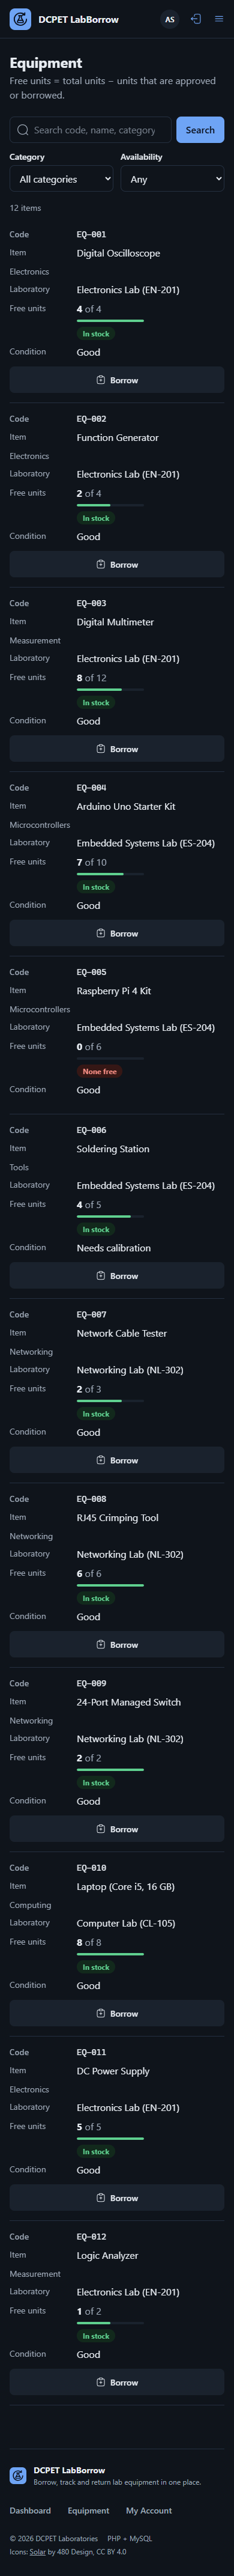 DCPET LabBorrow AS
Equipment
Free units = total units − units that are approved
or borrowed.
Search code, name, category Search
Category Availability
All categories Any
12 items
Code EQ-001
Item Digital Oscilloscope
Electronics
Laboratory Electronics Lab (EN-201)
Free units 4 of 4
In stock
Condition Good
Borrow
Code EQ-002
Item Function Generator
Electronics
Laboratory Electronics Lab (EN-201)
Free units 2 of 4
In stock
Condition Good
Borrow
Code EQ-003
Item Digital Multimeter
Measurement
Laboratory Electronics Lab (EN-201)
Free units 8 of 12
In stock
Condition Good
Borrow
Code EQ-004
Item Arduino Uno Starter Kit
Microcontrollers
Laboratory Embedded Systems Lab (ES-204)
Free units 7 of 10
In stock
Condition Good
Borrow
Code EQ-005
Item Raspberry Pi 4 Kit
Microcontrollers
Laboratory Embedded Systems Lab (ES-204)
Free units 0 of 6
None free
Condition Good
Code EQ-006
Item Soldering Station
Tools
Laboratory Embedded Systems Lab (ES-204)
Free units 4 of 5
In stock
Condition Needs calibration
Borrow
Code EQ-007
Item Network Cable Tester
Networking
Laboratory Networking Lab (NL-302)
Free units 2 of 3
In stock
Condition Good
Borrow
Code EQ-008
Item RJ45 Crimping Tool
Networking
Laboratory Networking Lab (NL-302)
Free units 6 of 6
In stock
Condition Good
Borrow
Code EQ-009
Item 24-Port Managed Switch
Networking
Laboratory Networking Lab (NL-302)
Free units 2 of 2
In stock
Condition Good
Borrow
Code EQ-010
Item Laptop (Core i5, 16 GB)
Computing
Laboratory Computer Lab (CL-105)
Free units 8 of 8
In stock
Condition Good
Borrow
Code EQ-011
Item DC Power Supply
Electronics
Laboratory Electronics Lab (EN-201)
Free units 5 of 5
In stock
Condition Good
Borrow
Code EQ-012
Item Logic Analyzer
Measurement
Laboratory Electronics Lab (EN-201)
Free units 1 of 2
In stock
Condition Good
Borrow
DCPET LabBorrow
Borrow, track and return lab equipment in one place.
Dashboard Equipment My Account
© 2026 DCPET Laboratories PHP + MySQL
Icons: Solar by 480 Design, CC BY 4.0